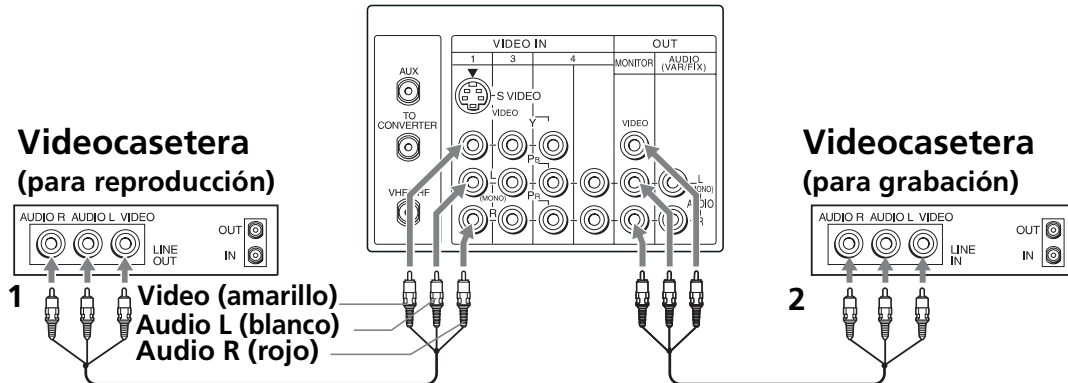 VIDEO IN
OUT
1
3
4
MONITOR
AUDIO
(VAR/FIX)
AUX
S VIDEO
TO
CONVERTER
VIDEO
Y
VIDEO
PB
L
(MONO)
PR
R
L
(MONO)
AUDIO
R
Videocasetera
(para reproducción)
AUDIO R AUDIO L VIDEO
LINE
OUT
OUT
IN
1
Video (amarillo)
Audio L (blanco)
Audio R (rojo)
Videocasetera
(para grabación)
AUDIO R AUDIO L VIDEO
LINE
IN
OUT
IN
2